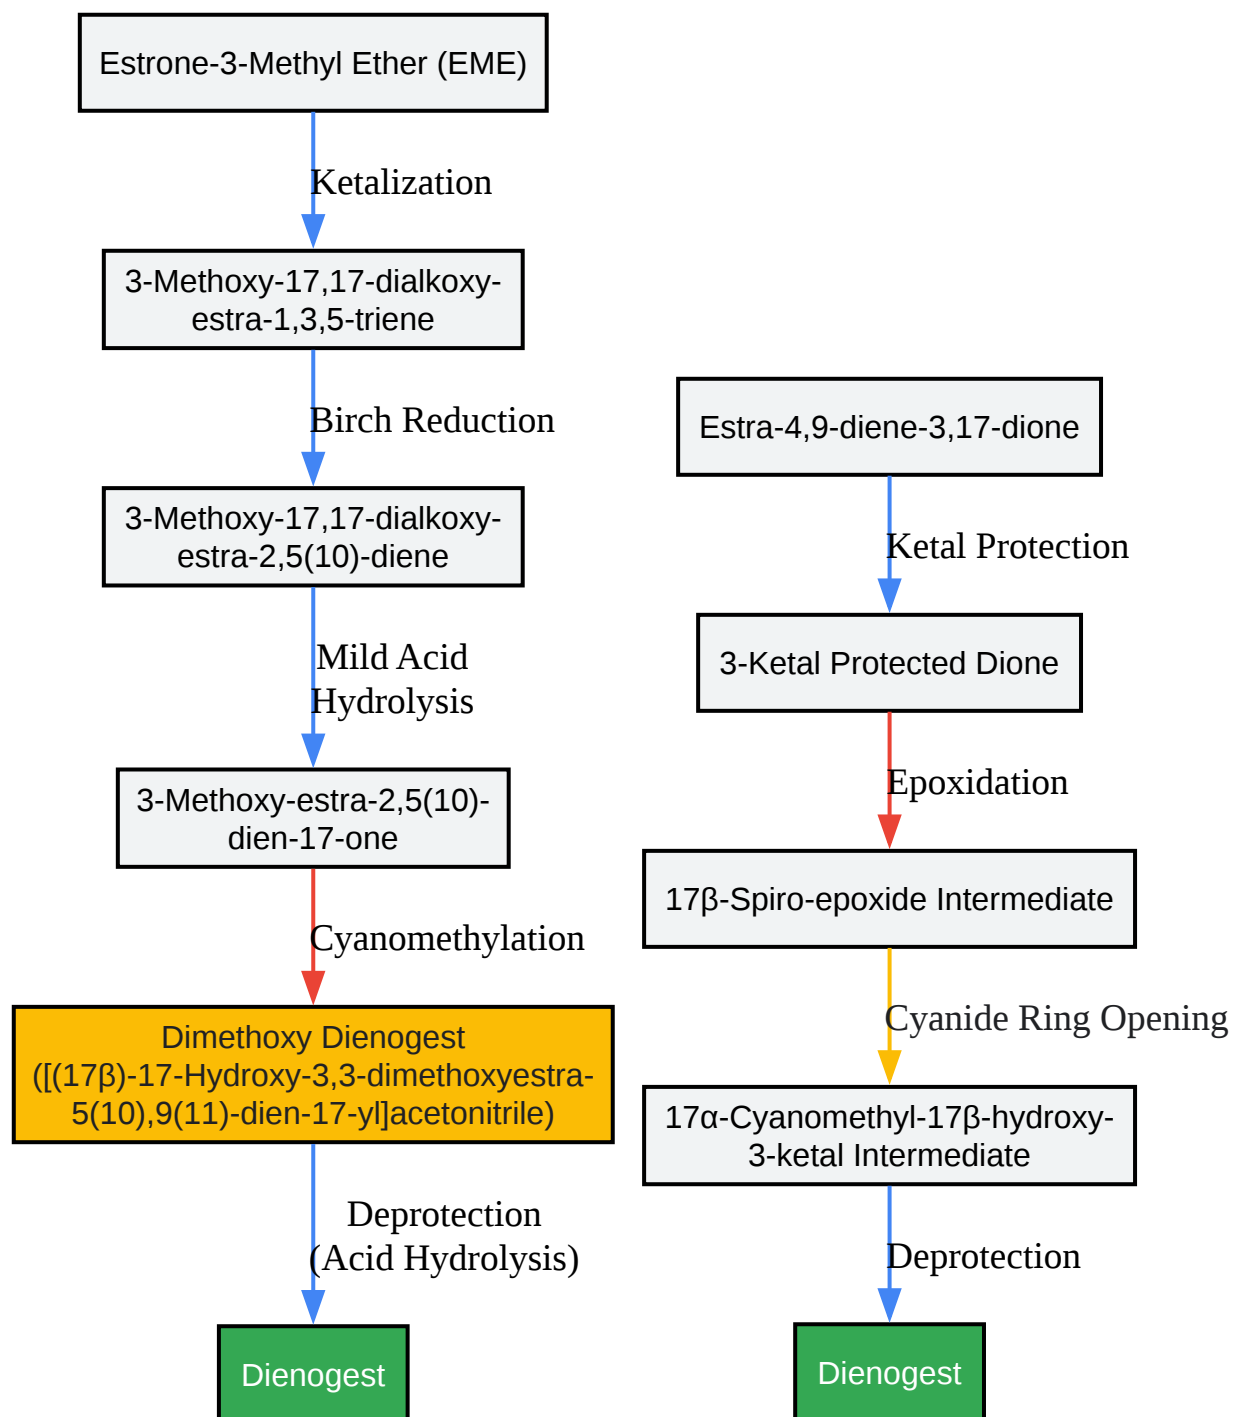 Estrone-3-Methyl Ether (EME)
Ketalization
3-Methoxy-17,17-dialkoxy-
estra-1,3,5-triene
Birch Reduction
3-Methoxy-17,17-dialkoxy-
estra-2,5(10)-diene
Mild Acid
Hydrolysis
3-Methoxy-estra-2,5(10)-
dien-17-one
Cyanomethylation
Dimethoxy Dienogest
([(17β)-17-Hydroxy-3,3-dimethoxyestra-
5(10),9(11)-dien-17-yl]acetonitrile)
Deprotection
(Acid Hydrolysis)
Dienogest
Estra-4,9-diene-3,17-dione
Ketal Protection
3-Ketal Protected Dione
Epoxidation
17β-Spiro-epoxide Intermediate
Cyanide Ring Opening
17α-Cyanomethyl-17β-hydroxy-
3-ketal Intermediate
Deprotection
Dienogest